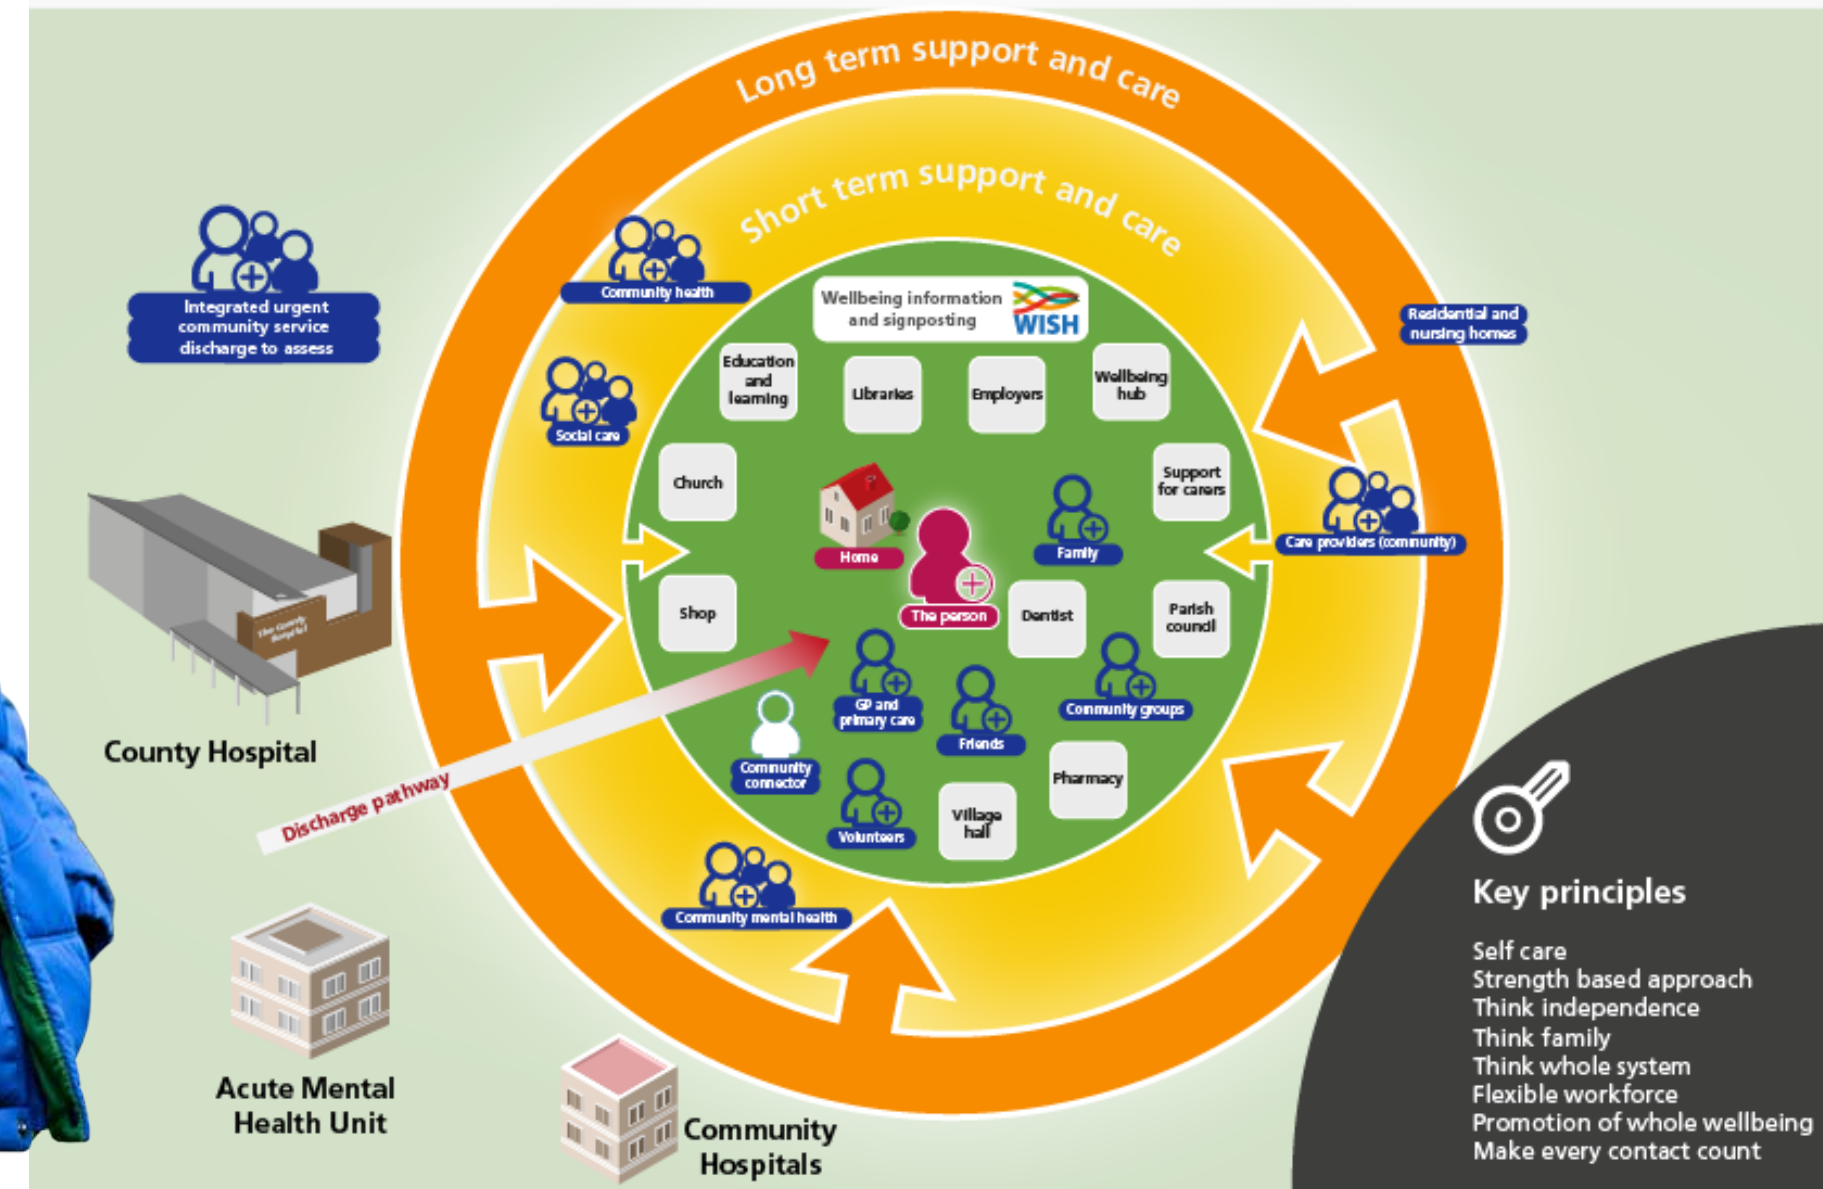 Long term support and care
Short term support and care
Integrated urgent
community service
discharge to assess
Community health
Social care
Wellbeing information
and signposting
WISH
Education
and
learning
Libraries
Employers
Wellbeing
hub
Residential and
nursing homes
Church
Support
for carers
Home
Family
Care providers (community)
The person
Shop
Dentist
Parish
council
The County
Hospital
County Hospital
GP and
primary care
Friends
Community groups
Community
connector
Pharmacy
Volunteers
Village
hall
Discharge pathway
Community mental health
Acute Mental
Health Unit
Community
Hospitals
Key principles
Self care
Strength based approach
Think independence
Think family
Think whole system
Flexible workforce
Promotion of whole wellbeing
Make every contact count